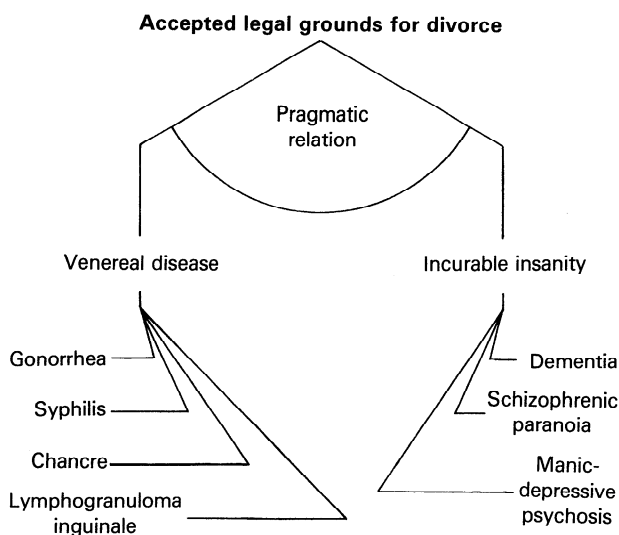 Accepted legal grounds for divorce
Pragmatic
relation
Venereal disease
Incurable insanity
Gonorrhea
Syphilis
Chancre
Lymphogranuloma
inguinale
Dementia
Schizophrenic
paranoia
Manic-
depressive
psychosis